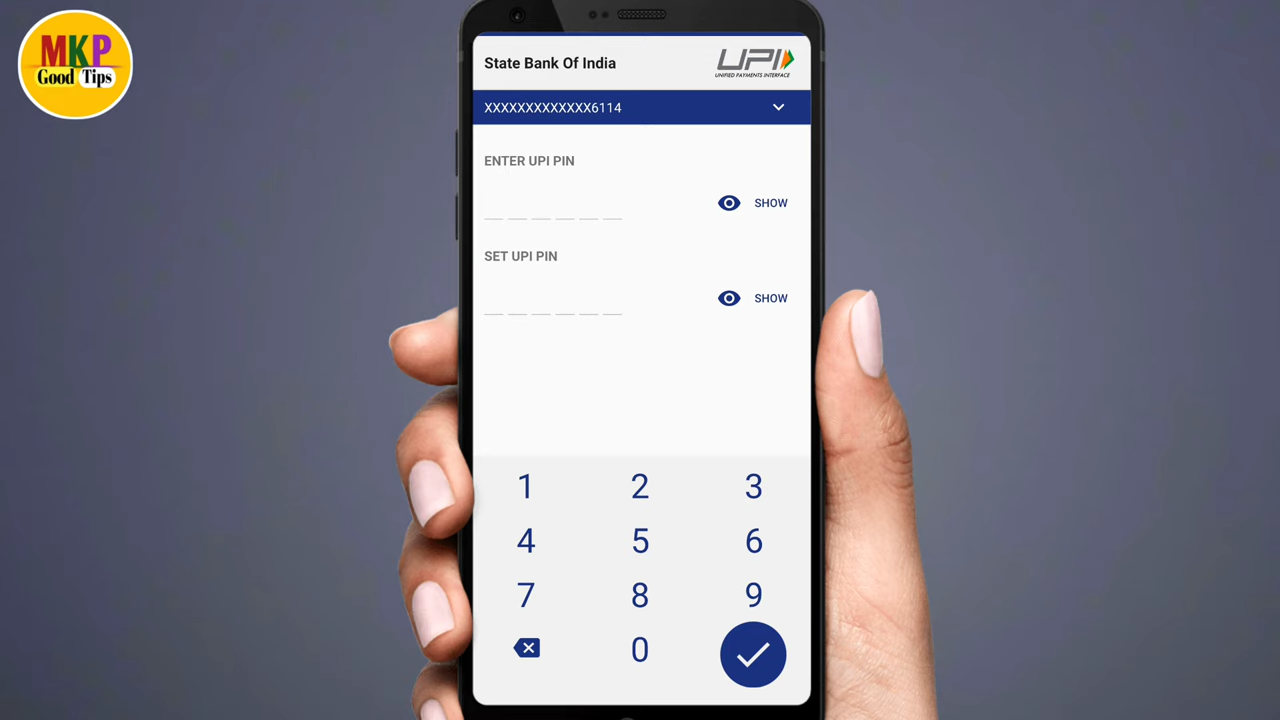 MKP
Good Tips
State Bank Of India
UPI
UNIFIED PAYMENTS INTERFACE
XXXXXXXXXXXXX6114
ENTER UPI PIN
SHOW
SET UPI PIN
SHOW
1 2 3
4 5 6
7 8 9
0